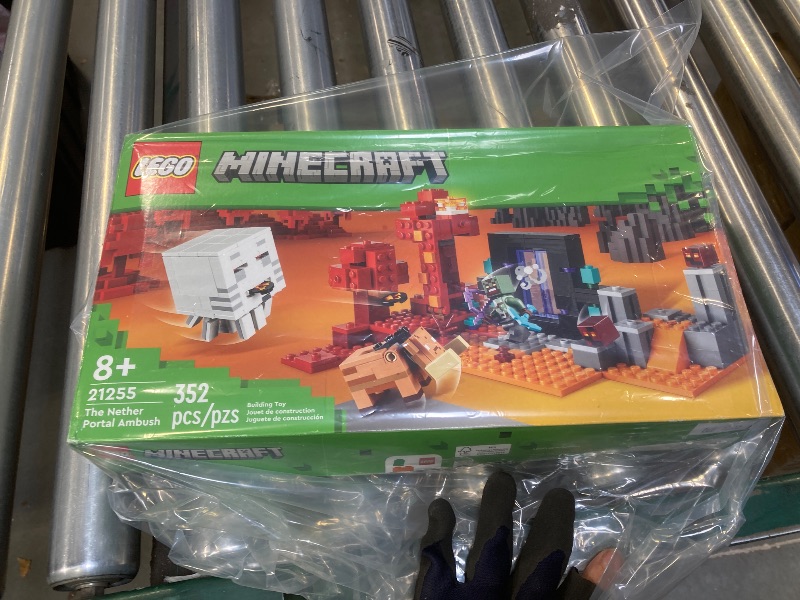 LEGO
MINECRAFT
8+
21255
The Nether
Portal Ambush
352
pcs/pzs
Building Toy
Jouet de construction
Juguete de construcción
MINECRAFT